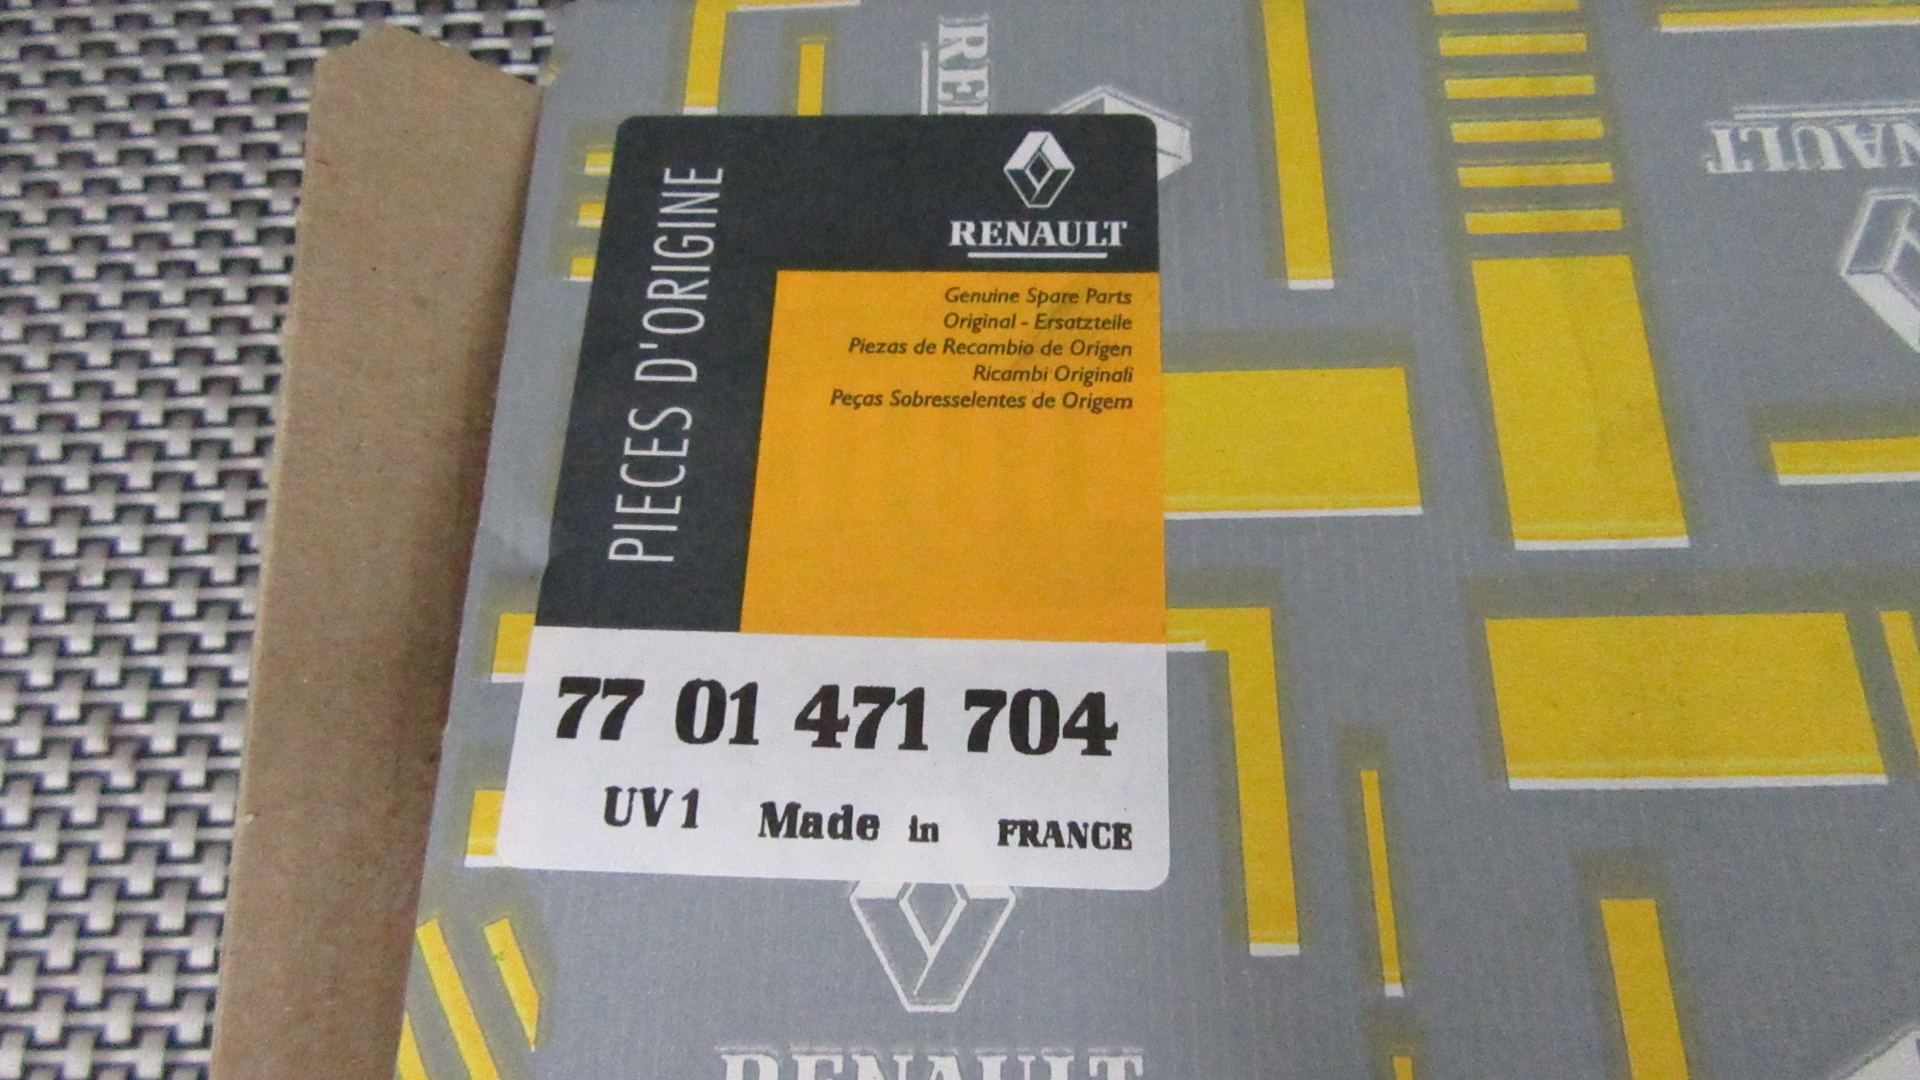 RENAULT
PIECES D'ORIGINE
RENAULT
Genuine Spare Parts
Original - Ersatzteile
Piezas de Recambio de Origen
Ricambi Originali
Peças Sobresselentes de Origem
77 01 471 704
UV1 Made in FRANCE
RENAULT